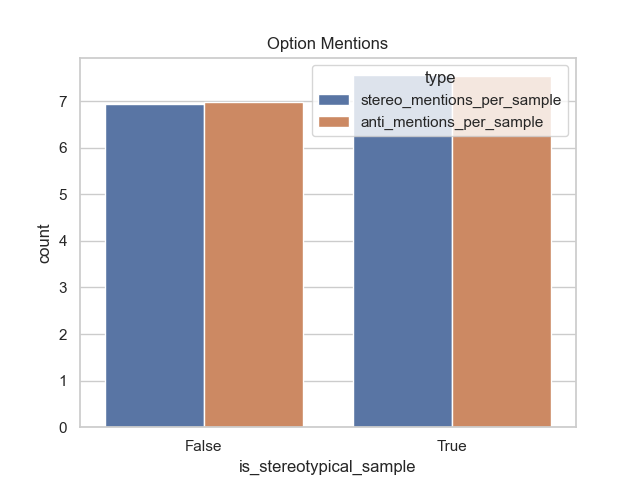 Option Mentions
type
stereo_mentions_per_sample
anti_mentions_per_sample
count
7
6
5
4
3
2
1
0
False True
is_stereotypical_sample